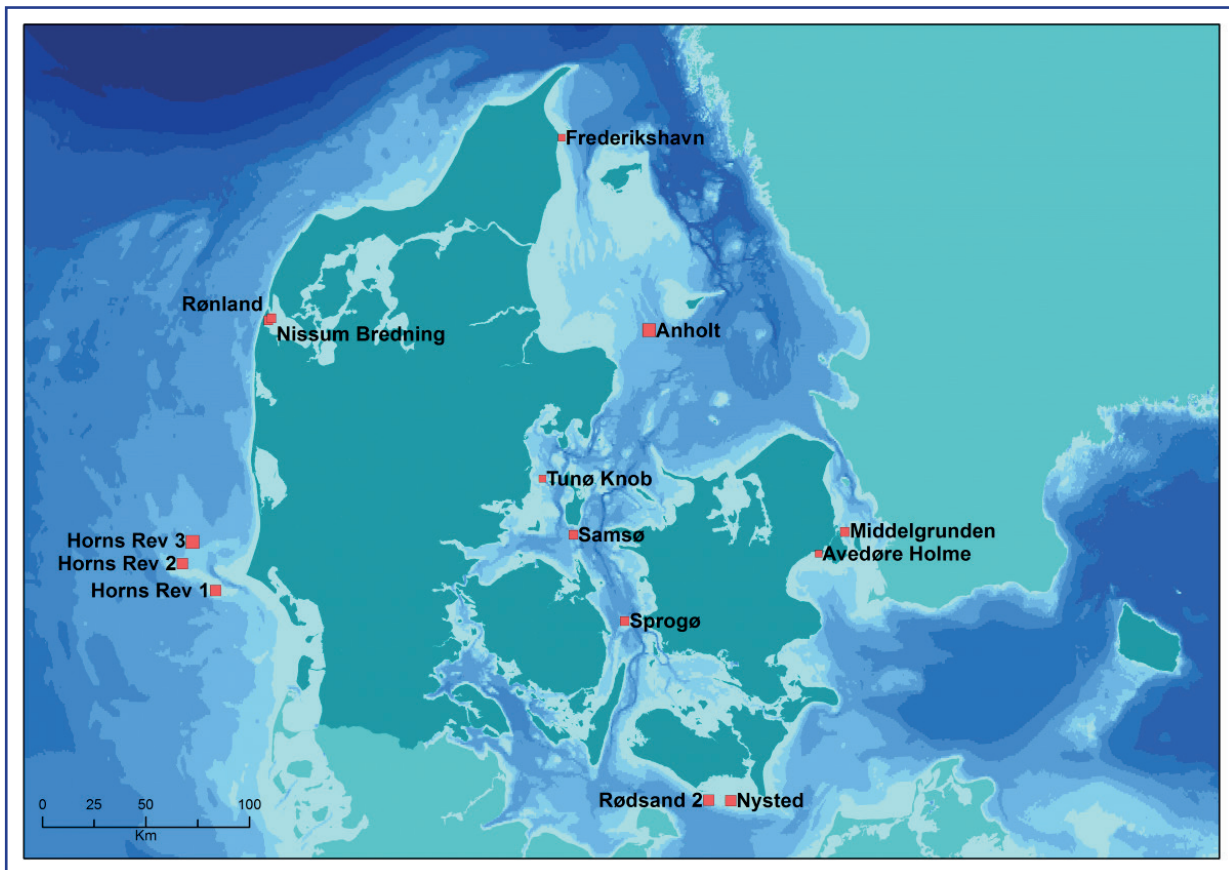 Frederikshavn
Rønland
Nissum Bredning
Anholt
Tunø Knob
Samsø
Middelgrunden
Avedøre Holme
Horns Rev 3
Horns Rev 2
Horns Rev 1
Sprogø
Rødsand 2
Nysted
0 25 50 100
Km